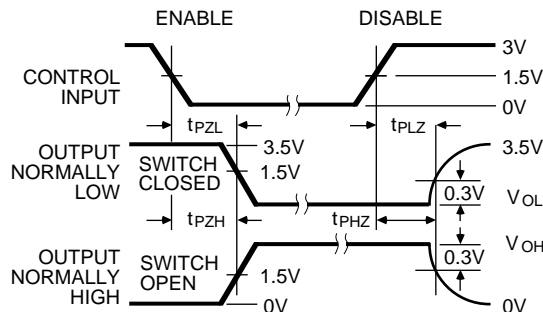 ENABLE DISABLE
3V
CONTROL INPUT
1.5V
0V
tPZL tPLZ
OUTPUT NORMALLY LOW
SWITCH CLOSED
3.5V
1.5V
3.5V
0.3V
VOL
tPZH tPHZ
OUTPUT NORMALLY HIGH
SWITCH OPEN
1.5V
0V
VOH
0.3V
0V